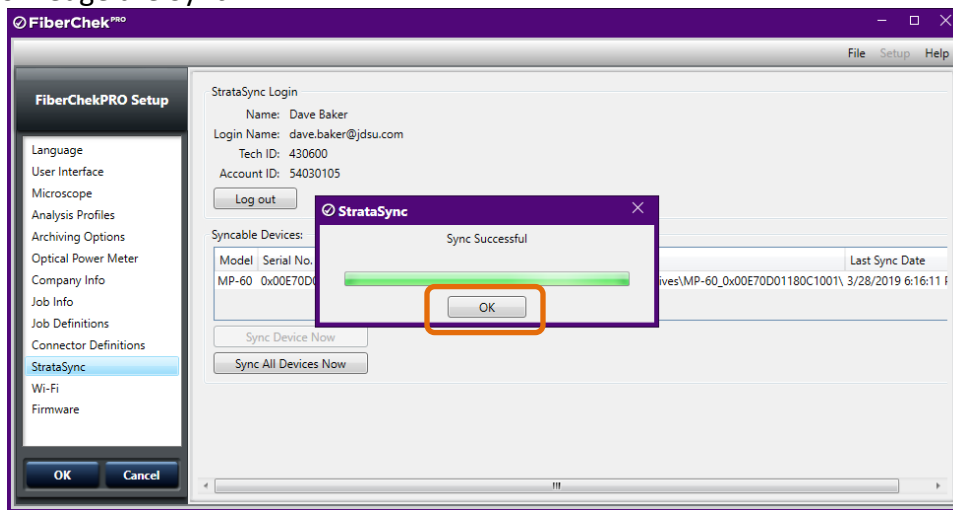 FiberChek PRO
File Setup Help
FiberChekPRO Setup
Language
User Interface
Microscope
Analysis Profiles
Archiving Options
Optical Power Meter
Company Info
Job Info
Job Definitions
Connector Definitions
StrataSync
Wi-Fi
Firmware
OK Cancel
StrataSync Login
Name: Dave Baker
Login Name: dave.baker@jdsu.com
Tech ID: 430600
Account ID: 54030105
Log out
Syncable Devices:
Model Serial No. Last Sync Date
MP-60 0x00E70D ives\MP-60_0x00E70D01180C1001\ 3/28/2019 6:16:11
Sync Device Now
Sync All Devices Now
StrataSync
Sync Successful
OK